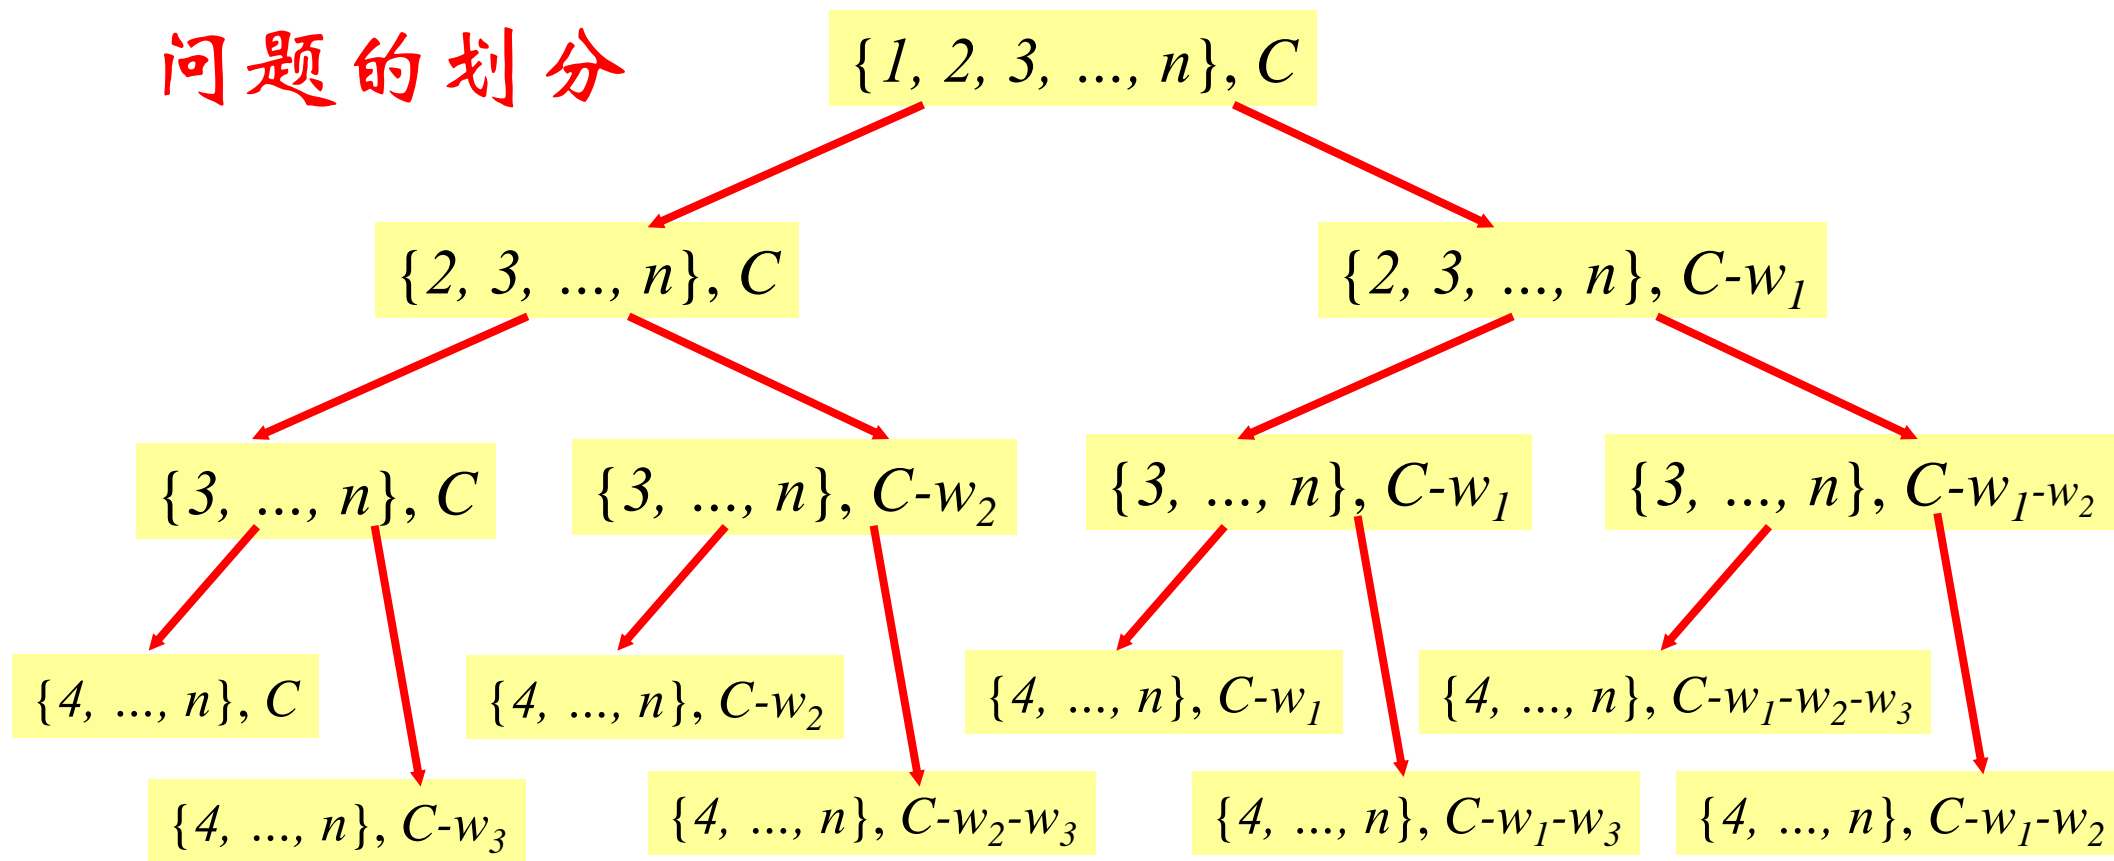 问题的划分
{1, 2, 3, ..., n}, C
{2, 3, ..., n}, C
{2, 3, ..., n}, C-w₁
{3, ..., n}, C
{3, ..., n}, C-w₂
{3, ..., n}, C-w₁
{3, ..., n}, C-w₁-w₂
{4, ..., n}, C
{4, ..., n}, C-w₂
{4, ..., n}, C-w₁
{4, ..., n}, C-w₁-w₂-w₃
{4, ..., n}, C-w₃
{4, ..., n}, C-w₂-w₃
{4, ..., n}, C-w₁-w₃
{4, ..., n}, C-w₁-w₂